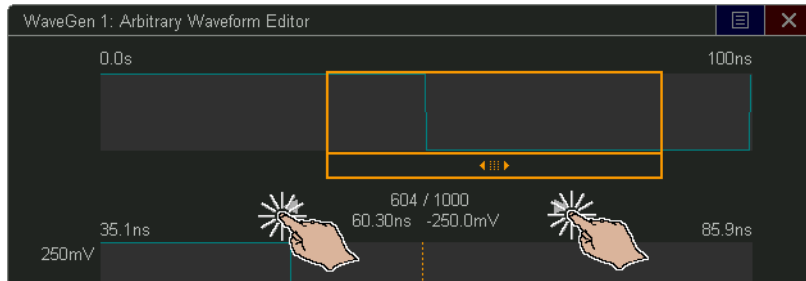 WaveGen 1: Arbitrary Waveform Editor
0.0s 100ns
604 / 1000
60.30ns -250.0mV
35.1ns 85.9ns
250mV